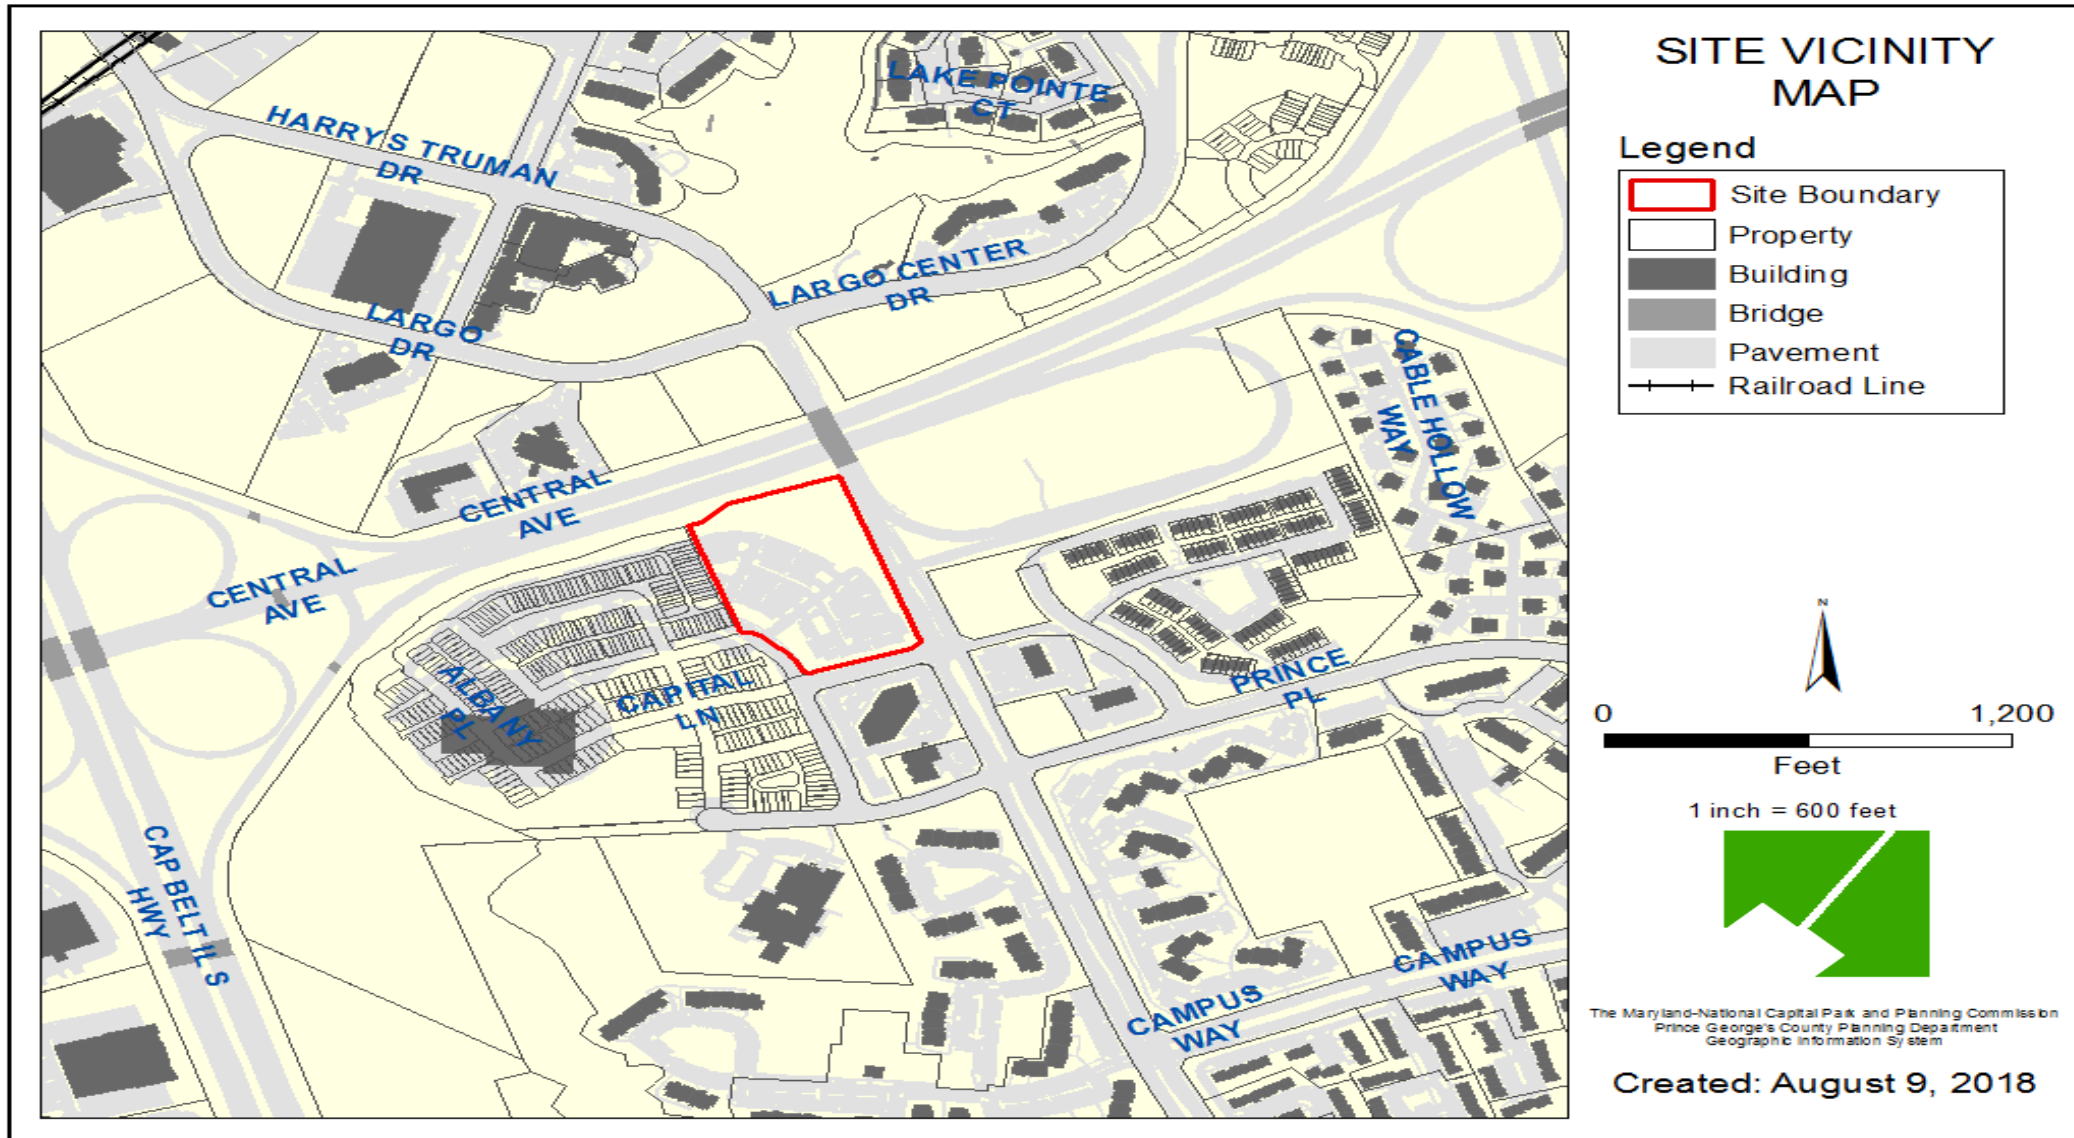 SITE VICINITY
MAP
Legend
Site Boundary
Property
Building
Bridge
Pavement
Railroad Line
LAKE POINTE
CT
HARRY S TRUMAN
DR
LARGO CENTER
DR
LARGO
DR
CABLE HOLLOW
WAY
CENTRAL
AVE
CENTRAL
AVE
ALBANY
PL
CAPITAL
LN
PRINCE
PL
CAP BELT IL S
HWY
CAMPUS
WAY
CAMPUS
WAY
N
0 1,200
Feet
1 inch = 600 feet
The Maryland-National Capital Park and Planning Commission
Prince George's County Planning Department
Geographic Information System
Created: August 9, 2018